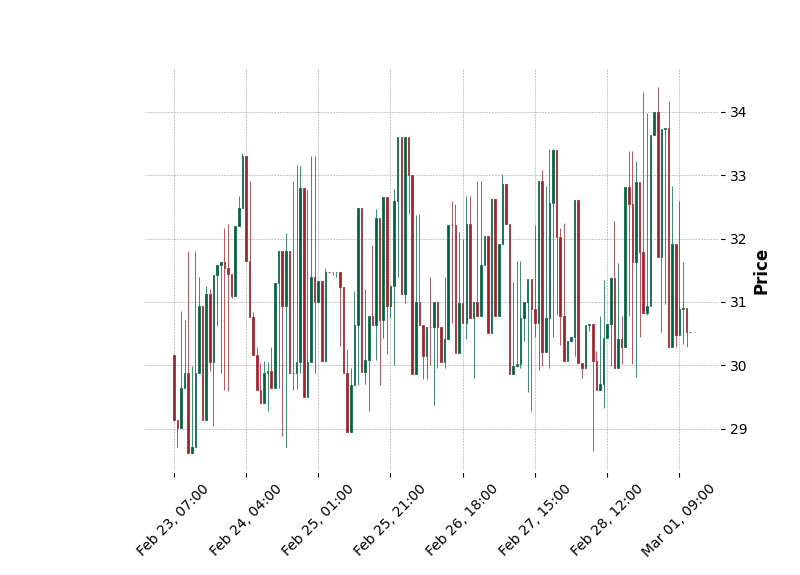 34
33
32
31
30
29
Price
Feb 23, 07:00
Feb 24, 04:00
Feb 25, 01:00
Feb 25, 21:00
Feb 26, 18:00
Feb 27, 15:00
Feb 28, 12:00
Mar 01, 09:00